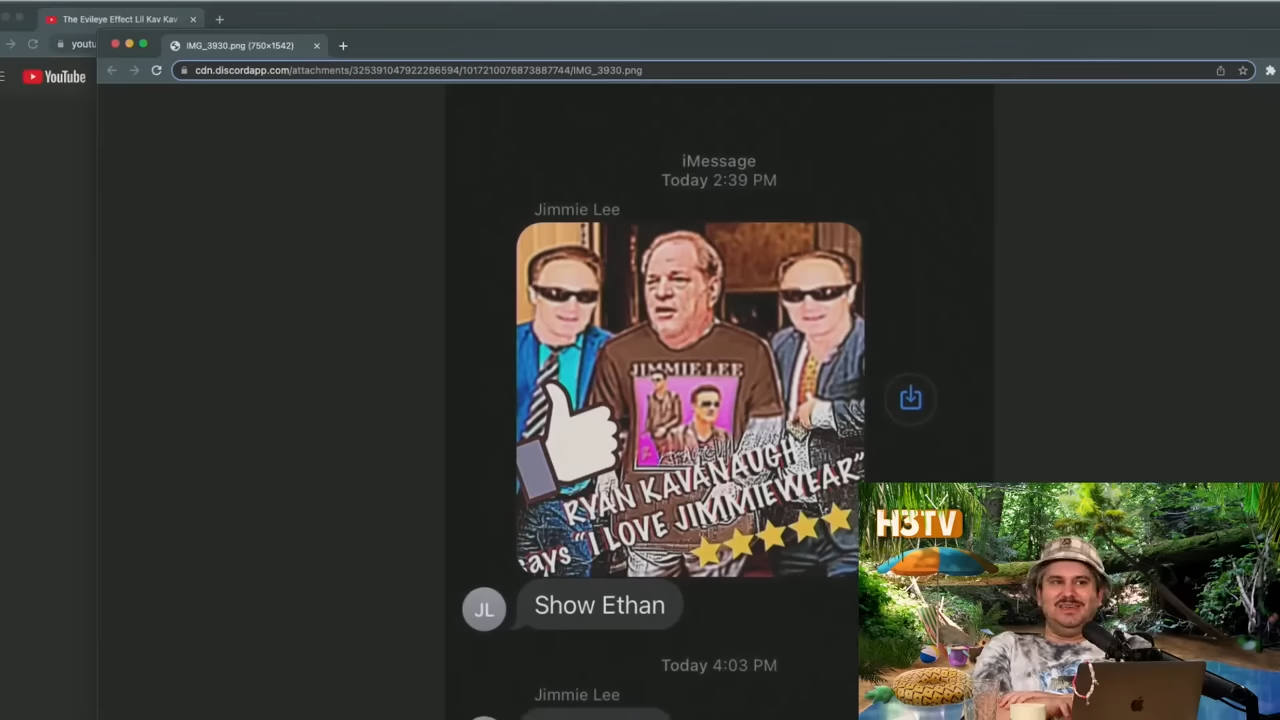 The Evileye Effect Lil Kav Kav
youtu
IMG_3930.png (750×1542)
cdn.discordapp.com/attachments/325391047922286594/1017210076873887744/IMG_3930.png
YouTube
iMessage
Today 2:39 PM
Jimmie Lee
JIMMIE LEE
RYAN KAVANAUGH
says "I LOVE JIMMIEWEAR"
H3TV
JL
Show Ethan
Today 4:03 PM
Jimmie Lee